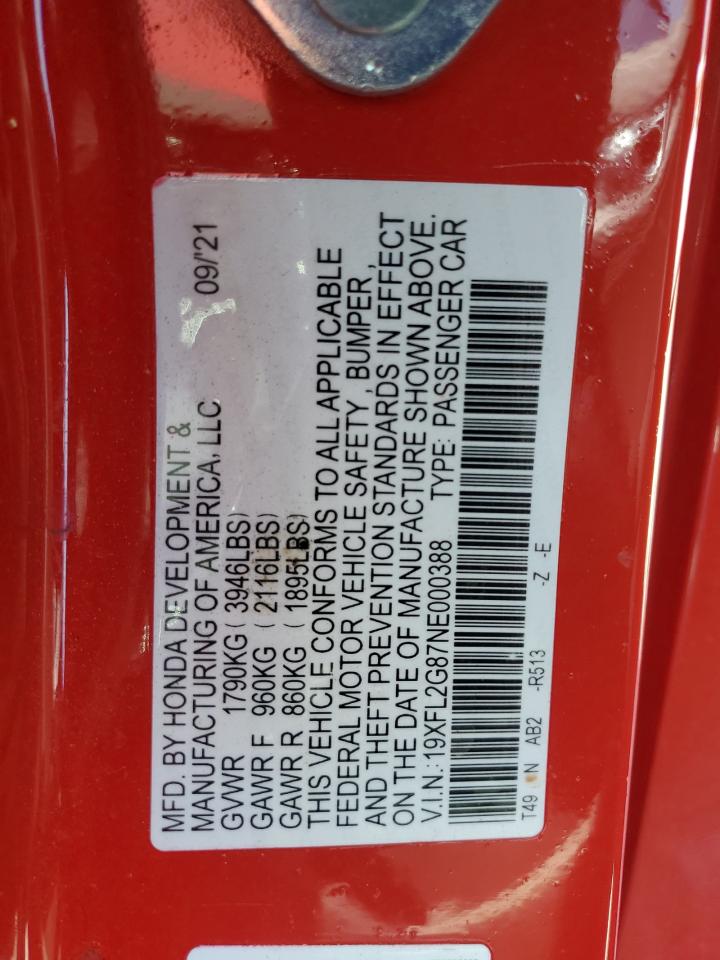 MFD. BY HONDA DEVELOPMENT &
MANUFACTURING OF AMERICA, LLC 09/'21
GVWR 1790KG ( 3946LBS)
GAWR F 960KG ( 2116LBS)
GAWR R 860KG ( 1895LBS)
THIS VEHICLE CONFORMS TO ALL APPLICABLE
FEDERAL MOTOR VEHICLE SAFETY , BUMPER ,
AND THEFT PREVENTION STANDARDS IN EFFECT
ON THE DATE OF MANUFACTURE SHOWN ABOVE.
V.I.N.: 19XFL2G87NE000388 TYPE: PASSENGER CAR
T49 N AB2 -R513 -Z -E